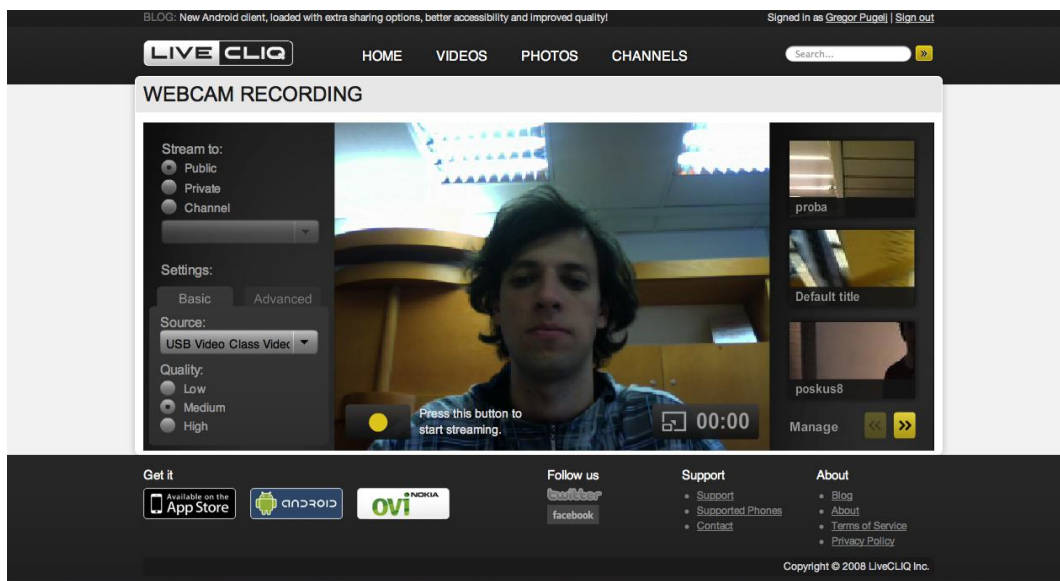 BLOG: New Android client, loaded with extra sharing options, better accessibility and improved quality!
Signed in as Gregor Pugelj | Sign out
LIVE CLIQ
HOME VIDEOS PHOTOS CHANNELS
Search...
»
WEBCAM RECORDING
Stream to:
Public
Private
Channel
Settings:
Basic Advanced
Source:
USB Video Class Videc
Quality:
Low
Medium
High
Press this button to
start streaming.
00:00
proba
Default title
poskus8
Manage « »
Get it
Available on the
App Store
android
ovi NOKIA
Follow us
twitter
facebook
Support
• Support
• Supported Phones
• Contact
About
• Blog
• About
• Terms of Service
• Privacy Policy
Copyright © 2008 LiveCLIQ Inc.